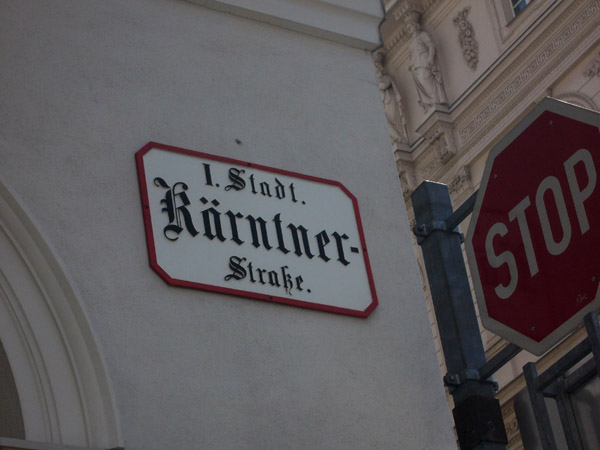 I. Stadt.
Kärntner-
Straße.
STOP